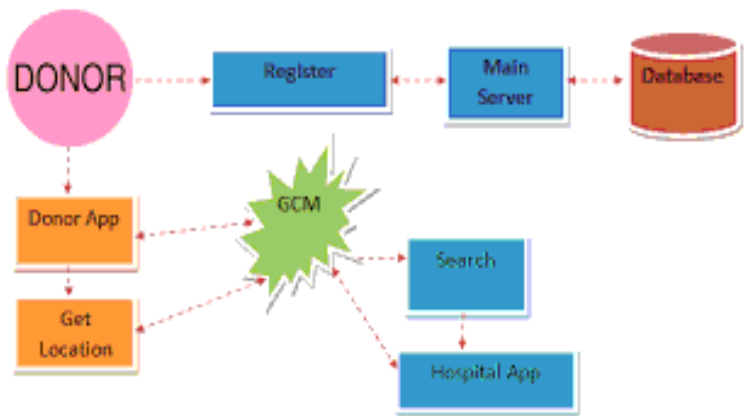 DONOR
Register
Main
Server
Database
Donor App
GCM
Search
Get
Location
Hospital App